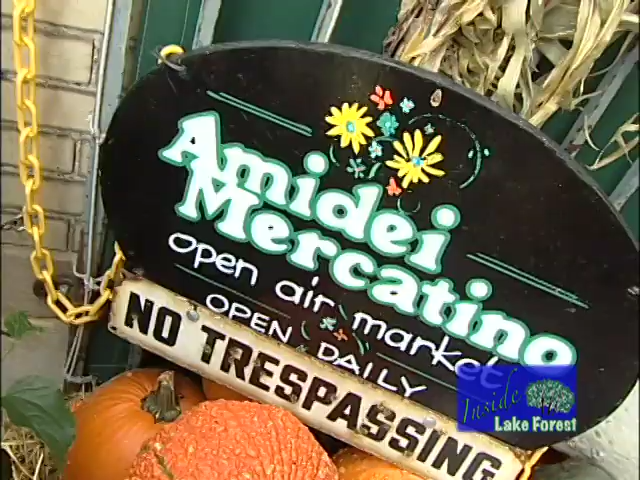 Amidei
Mercatino
open air market
OPEN DAILY
NO TRESPASSING
Inside
Lake Forest